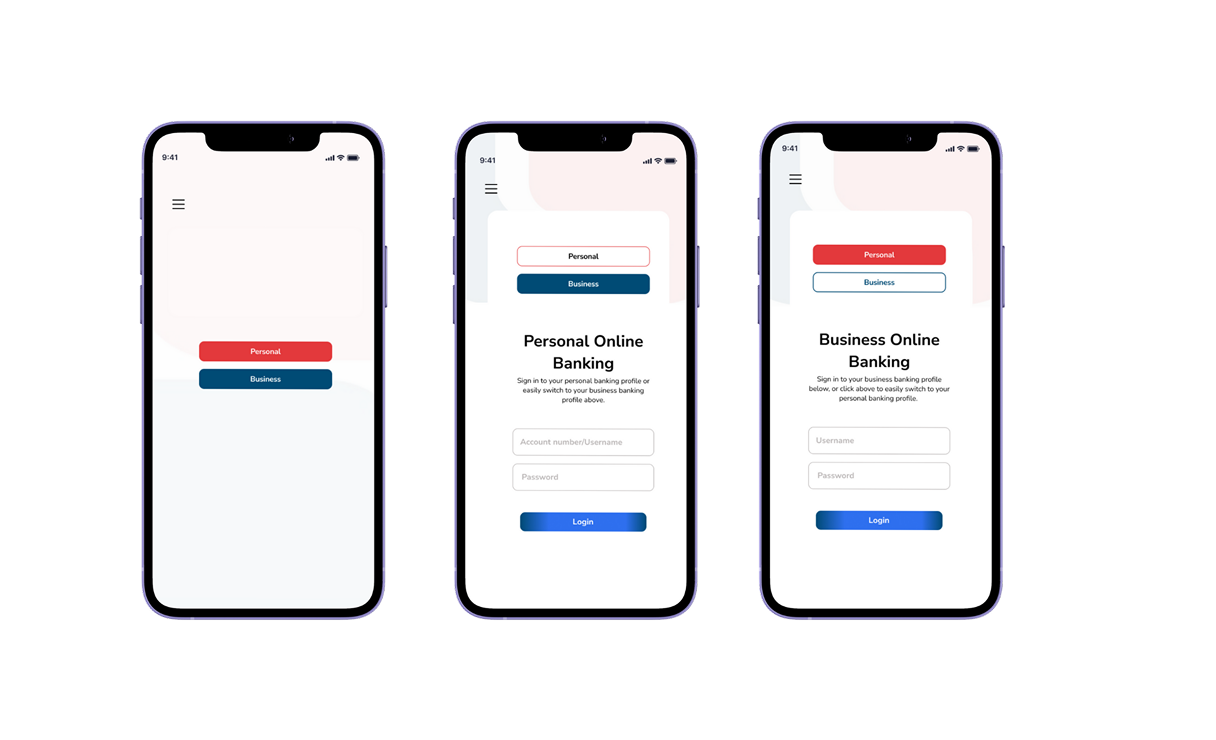 9:41
Personal
Business
9:41
Personal
Business
Personal Online
Banking
Sign in to your personal banking profile or
easily switch to your business banking
profile above.
Account number/Username
Password
Login
9:41
Personal
Business
Business Online
Banking
Sign in to your business banking profile
below, or click above to easily switch to your
personal banking profile.
Username
Password
Login